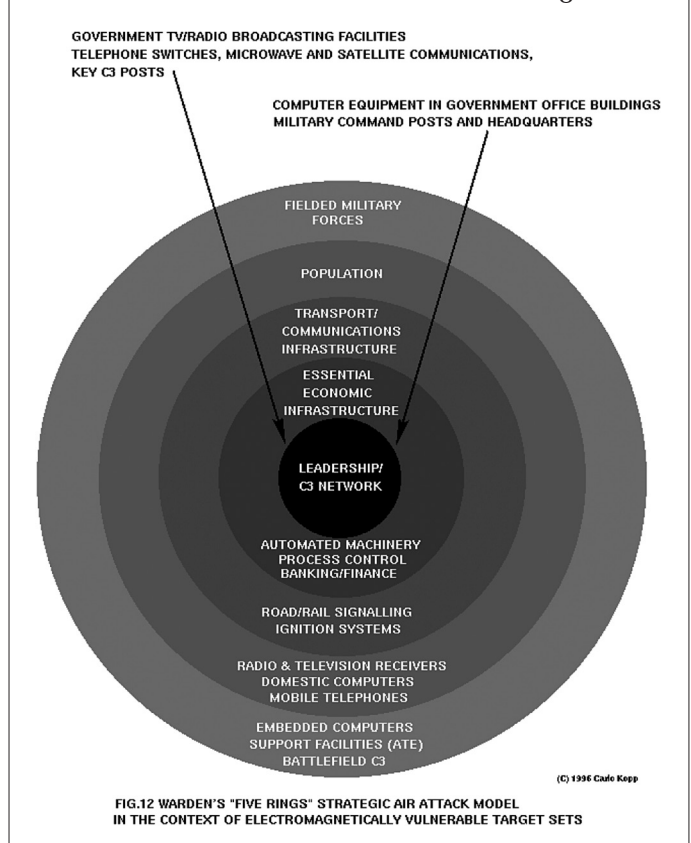 GOVERNMENT TV/RADIO BROADCASTING FACILITIES
TELEPHONE SWITCHES, MICROWAVE AND SATELLITE COMMUNICATIONS,
KEY C3 POSTS
COMPUTER EQUIPMENT IN GOVERNMENT OFFICE BUILDINGS
MILITARY COMMAND POSTS AND HEADQUARTERS
FIELDED MILITARY
FORCES
POPULATION
TRANSPORT/
COMMUNICATIONS
INFRASTRUCTURE
ESSENTIAL
ECONOMIC
INFRASTRUCTURE
LEADERSHIP/
C3 NETWORK
AUTOMATED MACHINERY
PROCESS CONTROL
BANKING/FINANCE
ROAD/RAIL SIGNALLING
IGNITION SYSTEMS
RADIO & TELEVISION RECEIVERS
DOMESTIC COMPUTERS
MOBILE TELEPHONES
EMBEDDED COMPUTERS
SUPPORT FACILITIES (ATE)
BATTLEFIELD C3
(C) 1996 Carlo Kopp
FIG.12 WARDEN'S "FIVE RINGS" STRATEGIC AIR ATTACK MODEL
IN THE CONTEXT OF ELECTROMAGNETICALLY VULNERABLE TARGET SETS